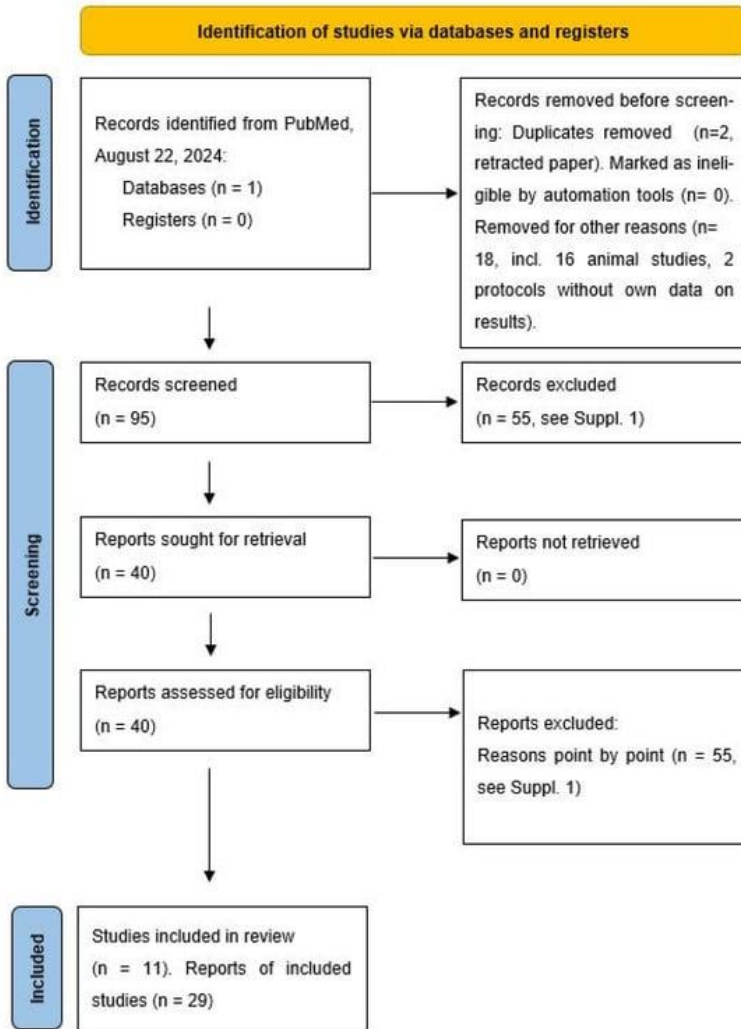 Identification of studies via databases and registers
Identification
Records identified from PubMed,
August 22, 2024:
Databases (n = 1)
Registers (n = 0)
Records removed before screen-
ing: Duplicates removed (n=2,
retracted paper). Marked as ineli-
gible by automation tools (n= 0).
Removed for other reasons (n=
18, incl. 16 animal studies, 2
protocols without own data on
results).
Screening
Records screened
(n = 95)
Records excluded
(n = 55, see Suppl. 1)
Reports sought for retrieval
(n = 40)
Reports not retrieved
(n = 0)
Reports assessed for eligibility
(n = 40)
Reports excluded:
Reasons point by point (n = 55,
see Suppl. 1)
Included
Studies included in review
(n = 11). Reports of included
studies (n = 29)